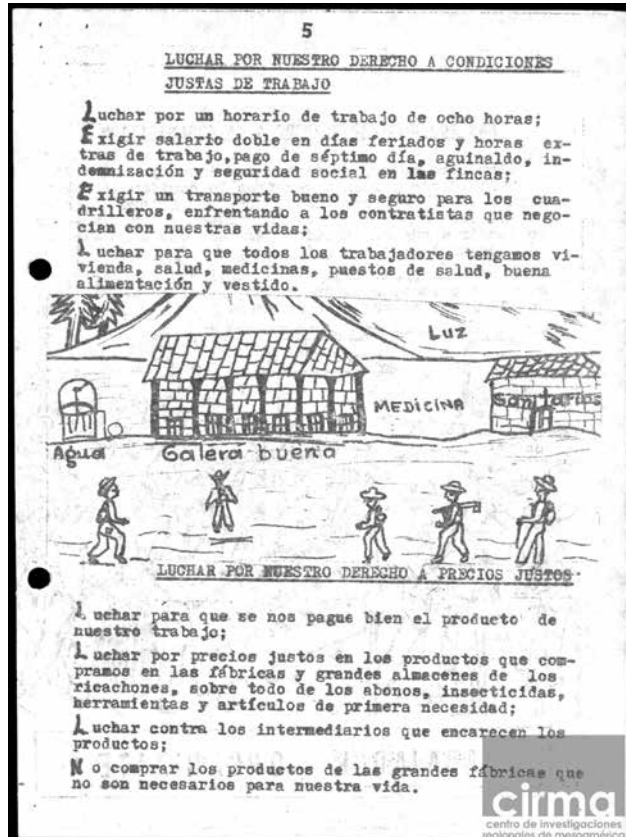 5
LUCHAR POR NUESTRO DERECHO A CONDICIONES
JUSTAS DE TRABAJO
Luchar por un horario de trabajo de ocho horas;
Exigir salario doble en días feriados y horas ex-
tras de trabajo,pago de séptimo día, aguinaldo, in-
demnización y seguridad social en las fincas;
Exigir un transporte bueno y seguro para los cua-
drilleros, enfrentando a los contratistas que nego-
cian con nuestras vidas;
Luchar para que todos los trabajadores tengamos vi-
vienda, salud, medicinas, puestos de salud, buena
alimentación y vestido.
Luz
MEDICINA
Sanitarios
Agua
Galera buena
LUCHAR POR NUESTRO DERECHO A PRECIOS JUSTOS
Luchar para que se nos pague bien el producto de
nuestro trabajo;
Luchar por precios justos en los productos que com-
pramos en las fábricas y grandes almacenes de los
ricachones, sobre todo de los abonos, insecticidas,
herramientas y artículos de primera necesidad;
Luchar contra los intermediarios que encarecen los
productos;
No comprar los productos de las grandes fábricas que
no son necesarios para nuestra vida.
cirma
centro de investigaciones
regionales de mesoamérica